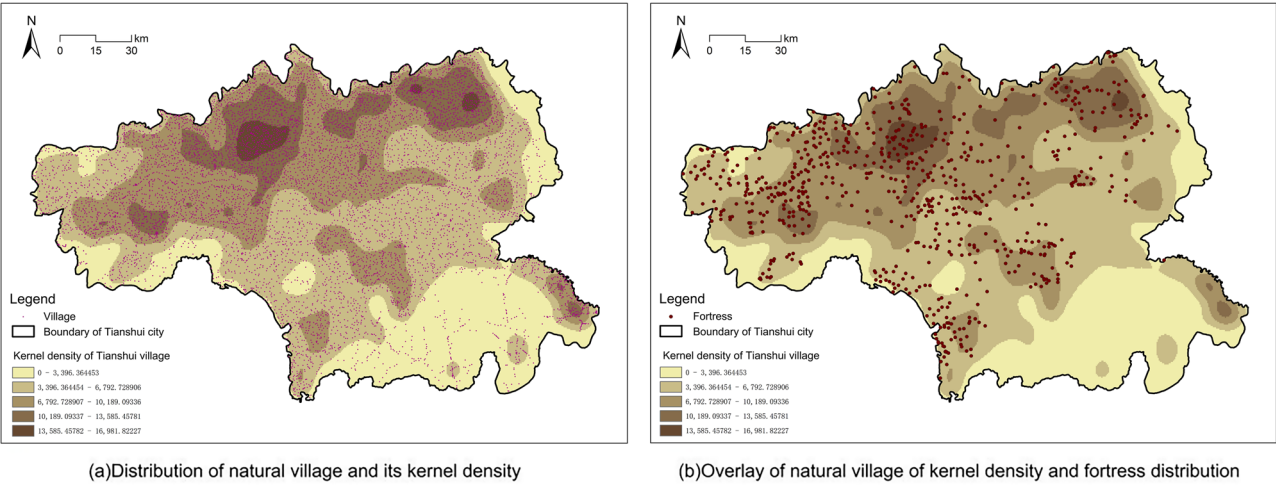 N
0 15 30 km
Legend
Village
Boundary of Tianshui city
Kernel density of Tianshui village
0 - 3,396.364453
3,396.364454 - 6,792.728906
6,792.728907 - 10,189.09336
10,189.09337 - 13,585.45781
13,585.45782 - 16,981.82227
(a)Distribution of natural village and its kernel density
N
0 15 30 km
Legend
Fortress
Boundary of Tianshui city
Kernel density of Tianshui village
0 - 3,396.364453
3,396.364454 - 6,792.728906
6,792.728907 - 10,189.09336
10,189.09337 - 13,585.45781
13,585.45782 - 16,981.82227
(b)Overlay of natural village of kernel density and fortress distribution